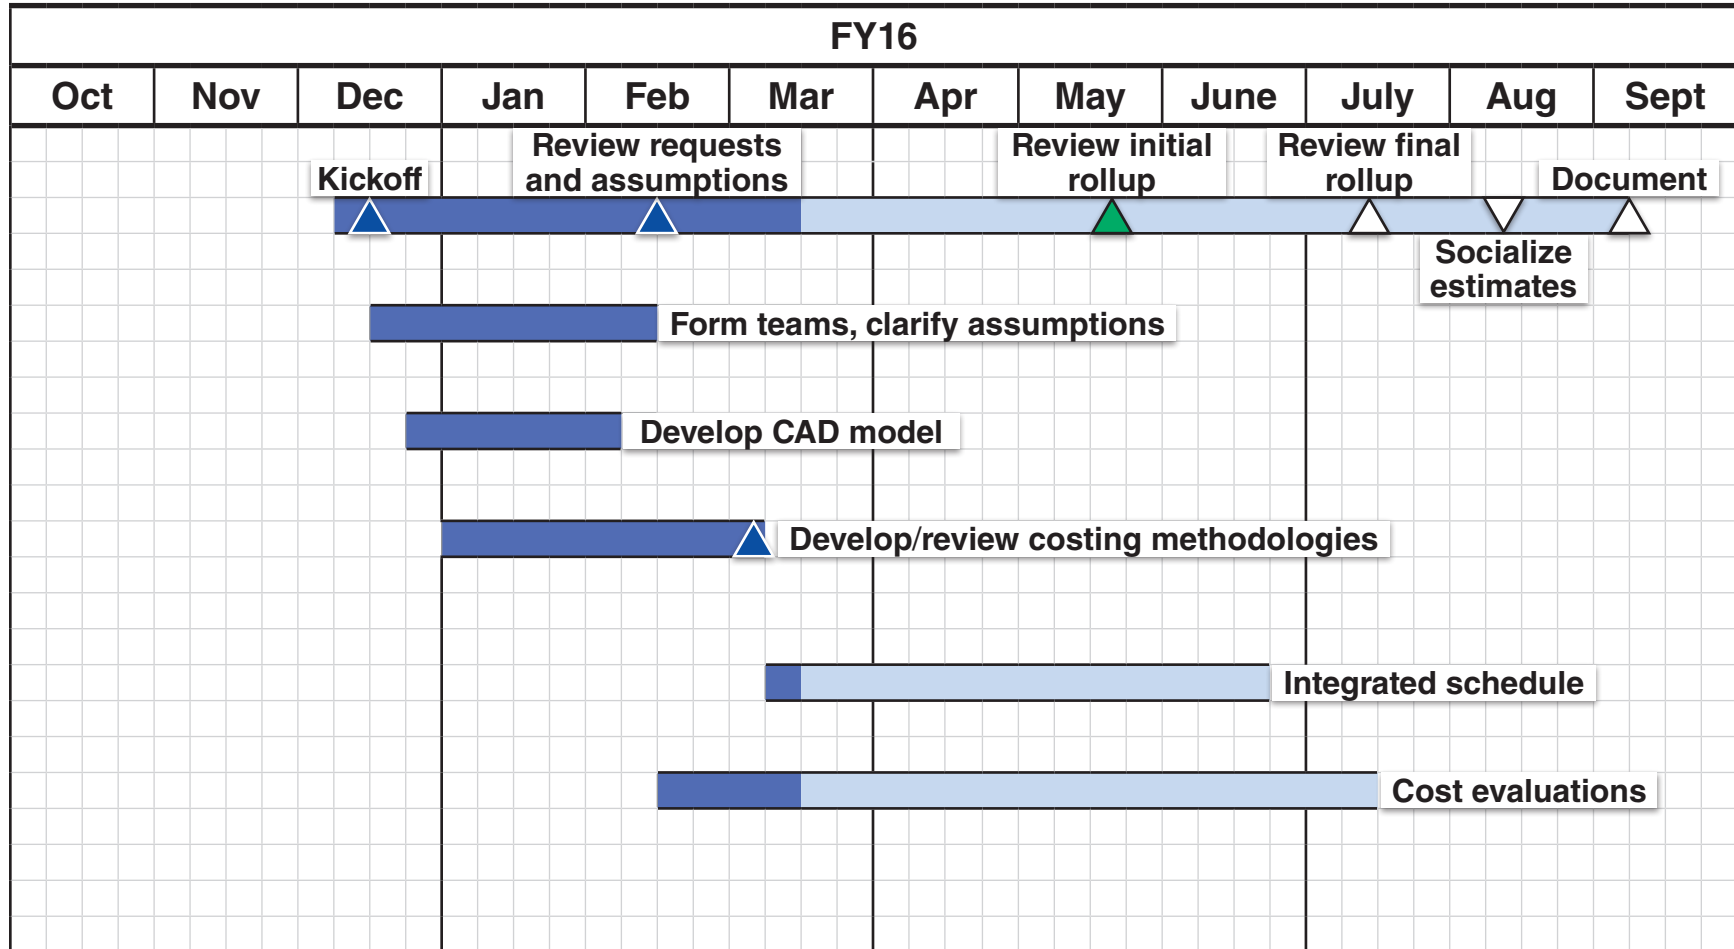 FY16
Oct Nov Dec Jan Feb Mar Apr May June July Aug Sept
Kickoff
Review requests
and assumptions
Review initial
rollup
Review final
rollup
Document
Socialize
estimates
Form teams, clarify assumptions
Develop CAD model
Develop/review costing methodologies
Integrated schedule
Cost evaluations